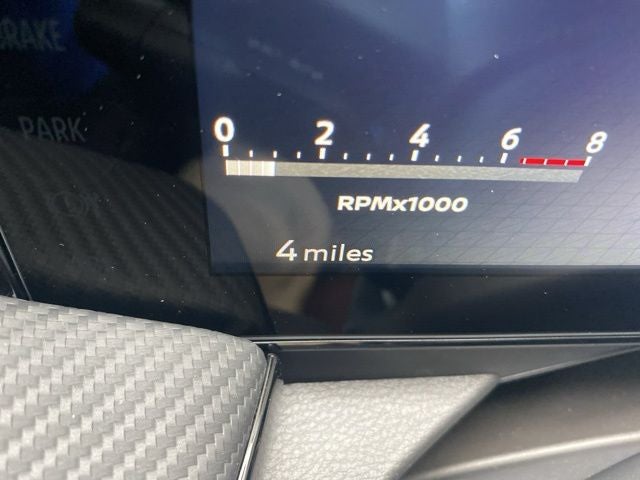 BRAKE
PARK
0 2 4 6 8
RPMx1000
4 miles